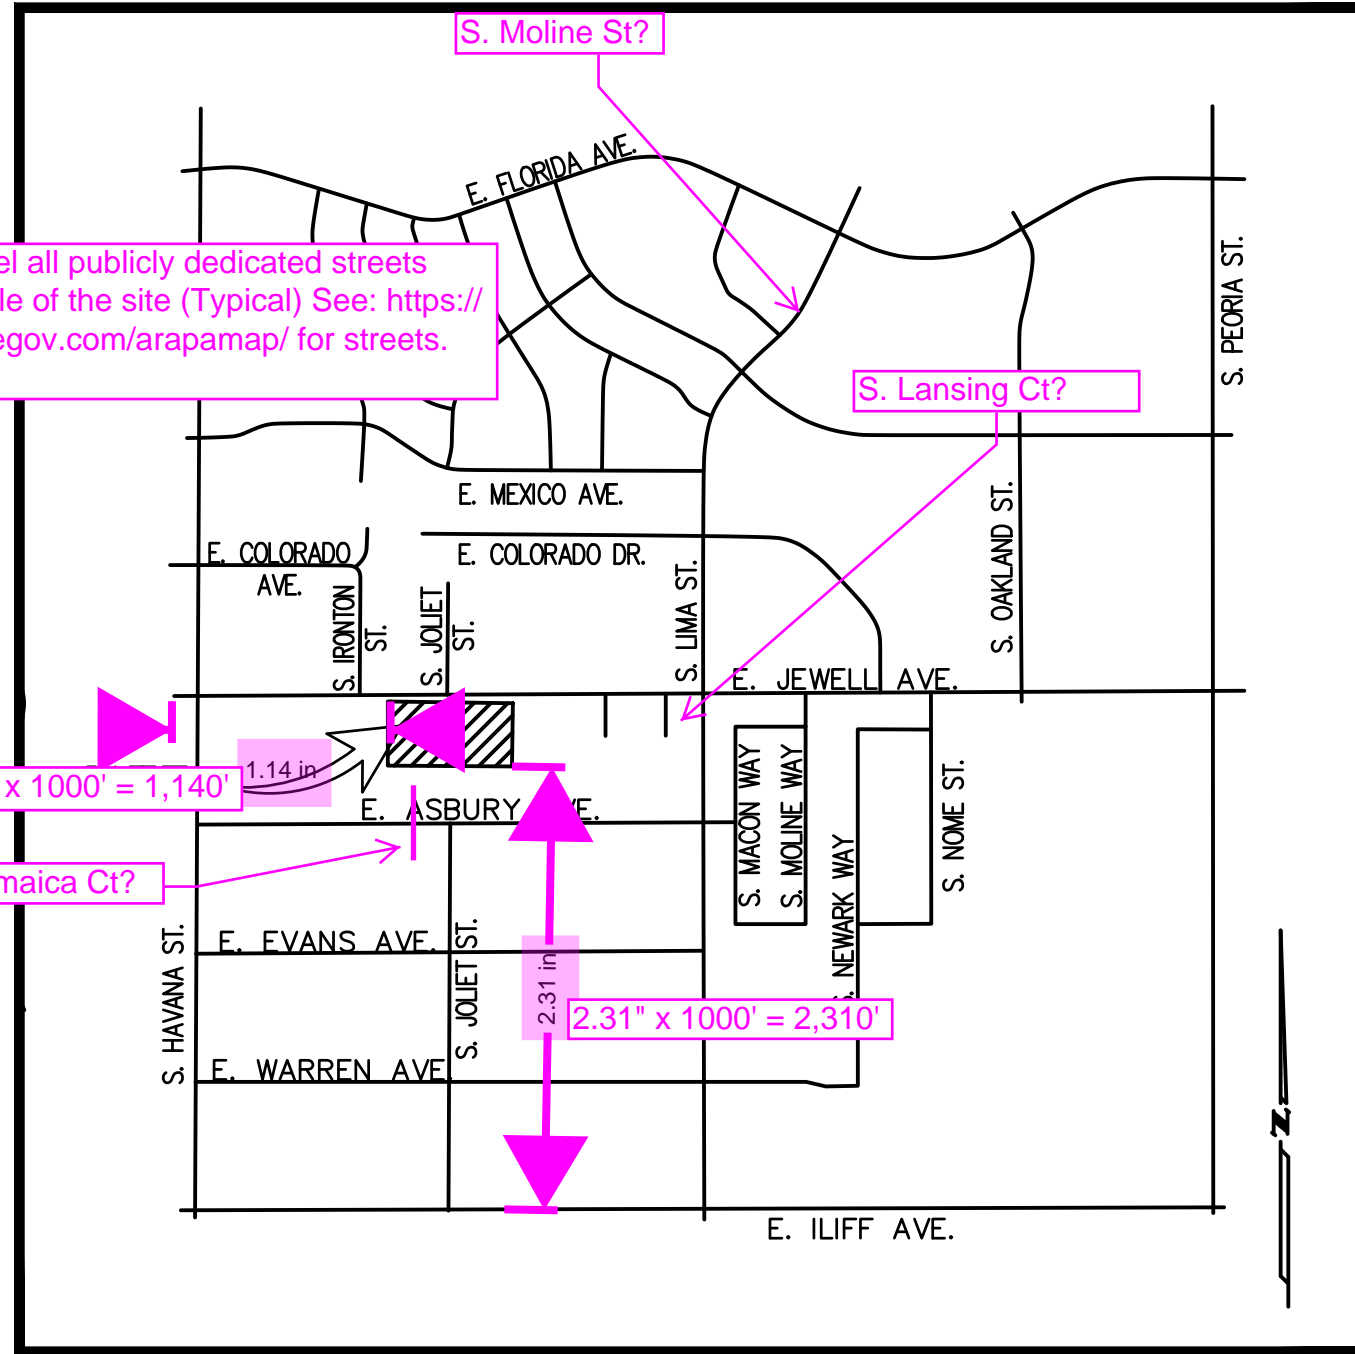 S. Moline St?
E. FLORIDA AVE.
el all publicly dedicated streets
le of the site (Typical) See: https://
egov.com/arapamap/ for streets.
S. PEORIA ST.
S. Lansing Ct?
E. MEXICO AVE.
E. COLORADO
AVE.
E. COLORADO DR.
S. IRONTON
ST.
S. JOLIET
ST.
S. LIMA ST.
S. OAKLAND ST.
E. JEWELL AVE.
1.14 in
x 1000' = 1,140'
E. ASBURY VE.
S. MACON WAY
S. MOLINE WAY
S. NEWARK WAY
S. NOME ST.
maica Ct?
S. HAVANA ST.
E. EVANS AVE.
S. JOLIET ST.
2.31 in
2.31" x 1000' = 2,310'
E. WARREN AVE
E. ILIFF AVE.
Z